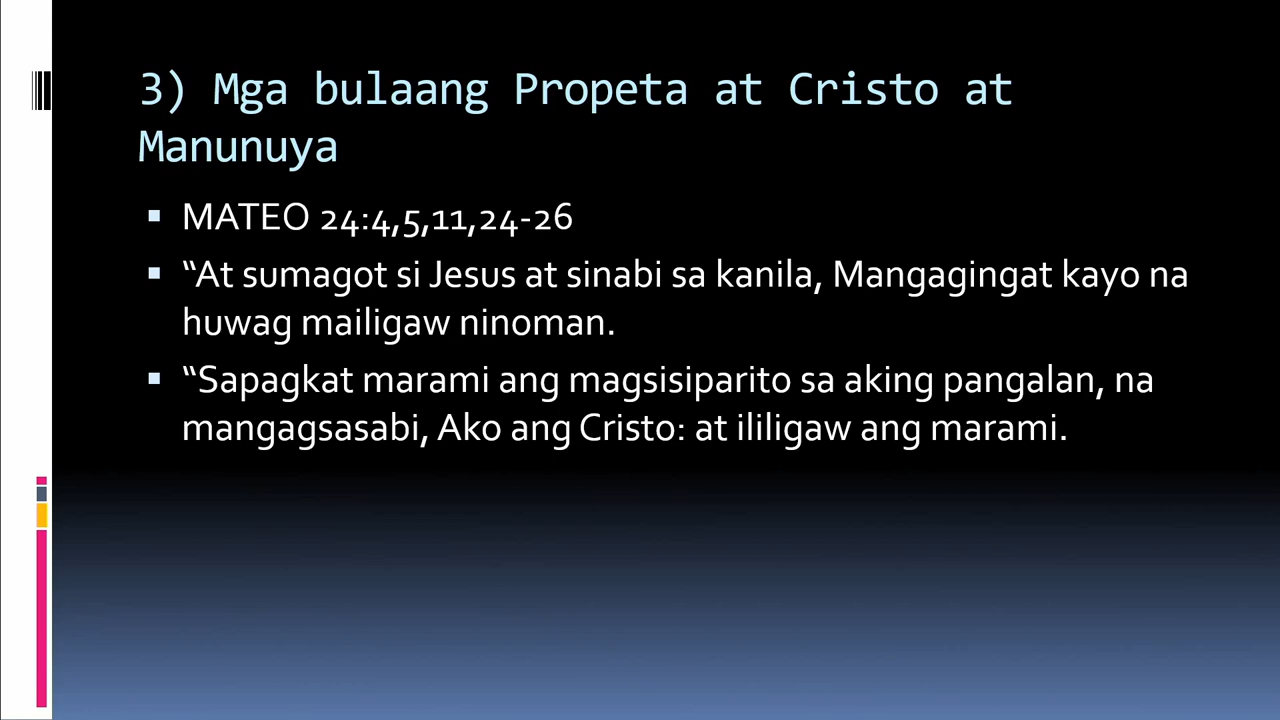 3) Mga bulaang Propeta at Cristo at
Manunuya
▪ MATEO 24:4,5,11,24-26
▪ “At sumagot si Jesus at sinabi sa kanila, Mangagingat kayo na
huwag mailigaw ninoman.
▪ “Sapagkat marami ang magsisiparito sa aking pangalan, na
mangagsasabi, Ako ang Cristo: at ililigaw ang marami.